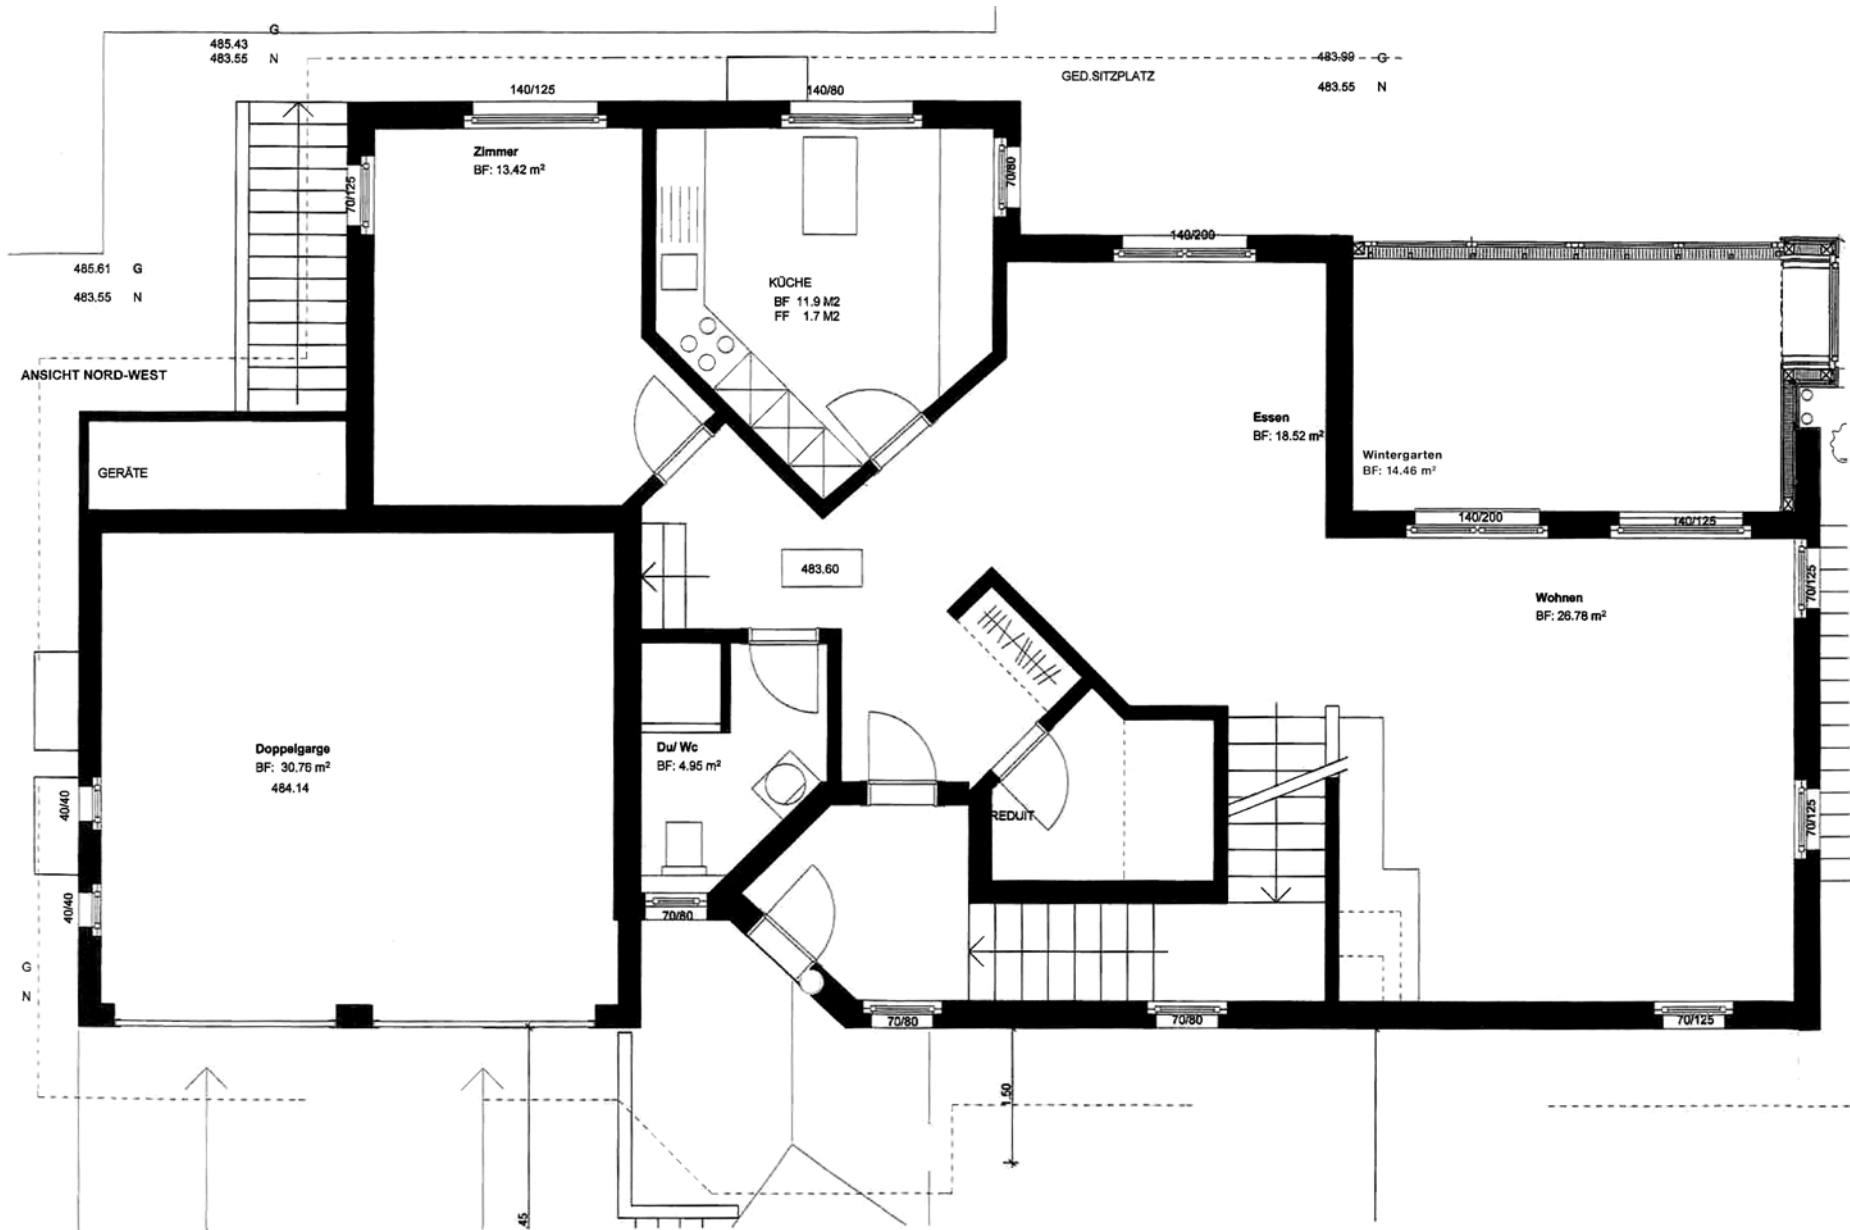 G
485.43
483.55 N
483.99 G
GED.SITZPLATZ
483.55 N
140/125
140/80
Zimmer
BF: 13.42 m²
70/125
70/80
140/200
485.61 G
483.55 N
KÜCHE
BF 11.9 M2
FF 1.7 M2
ANSICHT NORD-WEST
Essen
BF: 18.52 m²
Wintergarten
BF: 14.46 m²
GERÄTE
140/200
140/125
483.60
70/125
Wohnen
BF: 26.78 m²
Doppelgarge
BF: 30.76 m²
484.14
Du/ Wc
BF: 4.95 m²
40/40
REDUIT
70/125
40/40
70/80
G
N
70/80
70/80
70/125
1.50
45